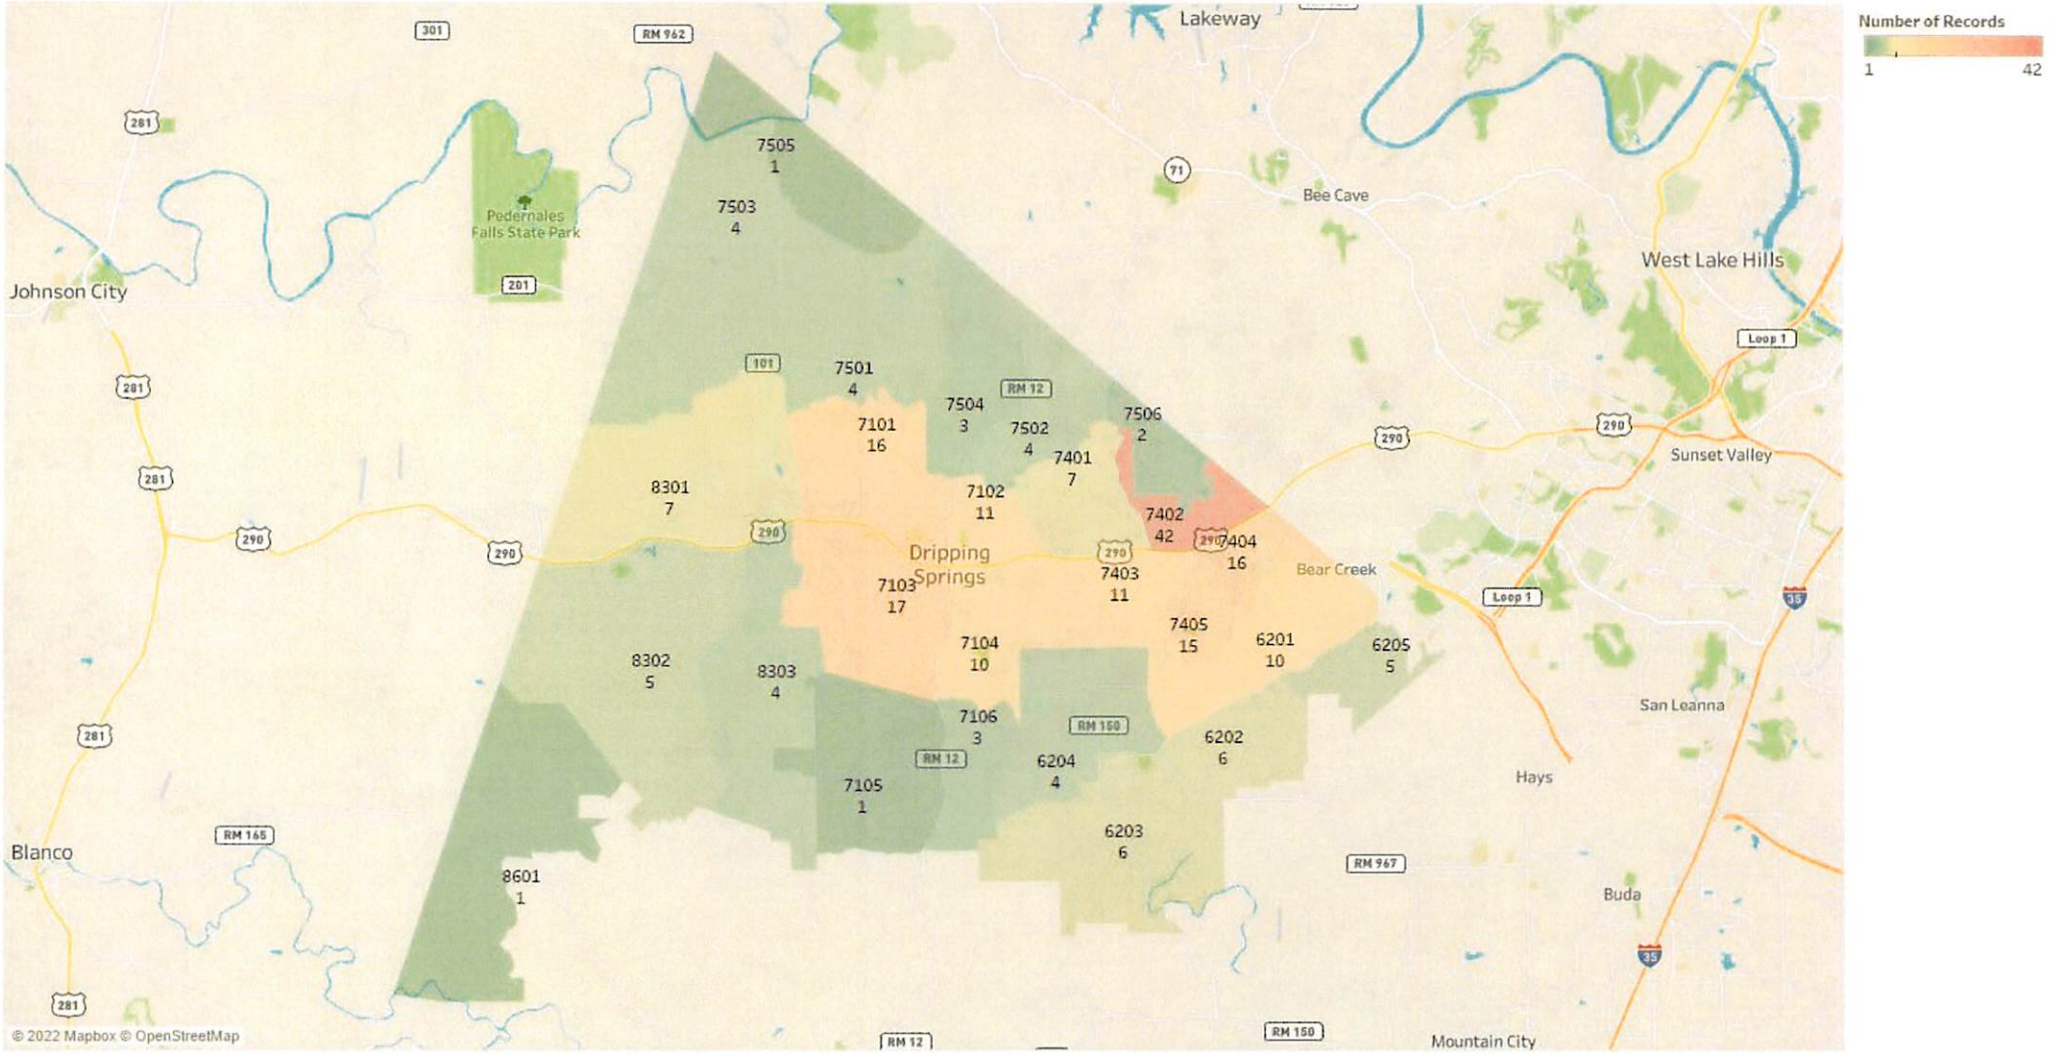 Lakeway
Number of Records
1
42
301
RM 962
281
7505
1
71
Bee Cave
7503
4
Pedernales
Falls State Park
West Lake Hills
201
Johnson City
Loop 1
101
7501
4
281
RM 12
7504
3
7506
2
7101
16
7502
4
290
290
7401
7
Sunset Valley
281
8301
7
7102
11
7402
42
290
290
290
290
290
7404
16
Dripping
Springs
Bear Creek
7403
11
7103
17
Loop 1
35
7405
15
7104
10
6201
10
6205
5
8302
5
8303
4
San Leanna
7106
3
RM 150
281
6202
6
RM 12
6204
4
Hays
7105
1
RM 165
6203
6
Blanco
RM 967
8601
1
Buda
35
281
© 2022 Mapbox © OpenStreetMap
RM 12
RM 150
Mountain City